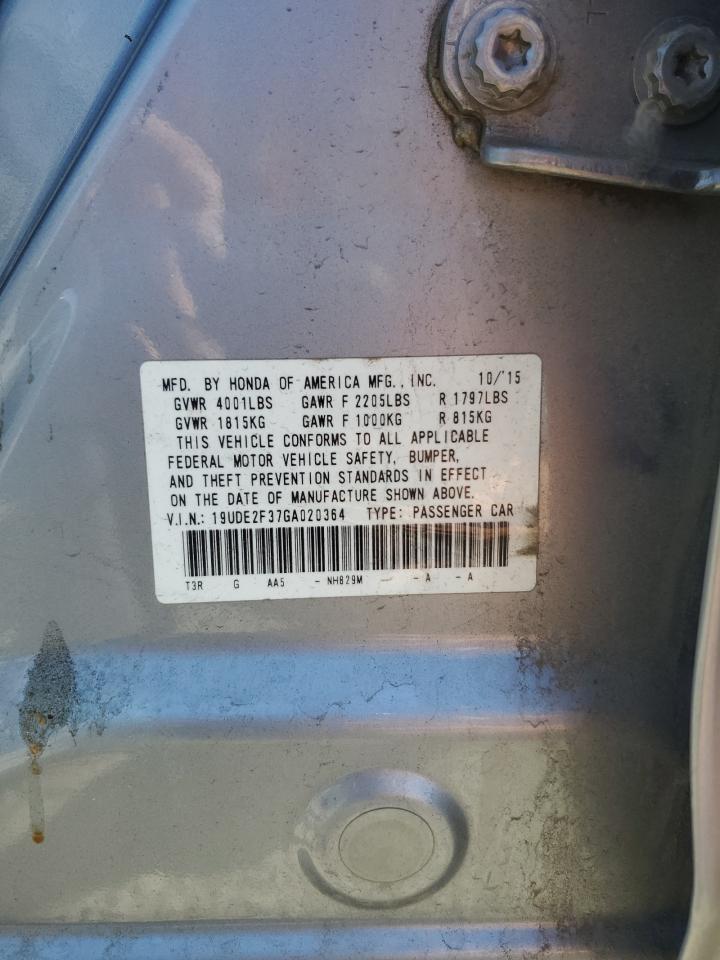 MFD. BY HONDA OF AMERICA MFG., INC. 10/'15
GVWR 4001LBS GAWR F 2205LBS R 1797LBS
GVWR 1815KG GAWR F 1000KG R 815KG
THIS VEHICLE CONFORMS TO ALL APPLICABLE
FEDERAL MOTOR VEHICLE SAFETY, BUMPER,
AND THEFT PREVENTION STANDARDS IN EFFECT
ON THE DATE OF MANUFACTURE SHOWN ABOVE.
V.I.N.: 19UDE2F37GA020364 TYPE: PASSENGER CAR
T3R G AA5 - NH829M - A - A